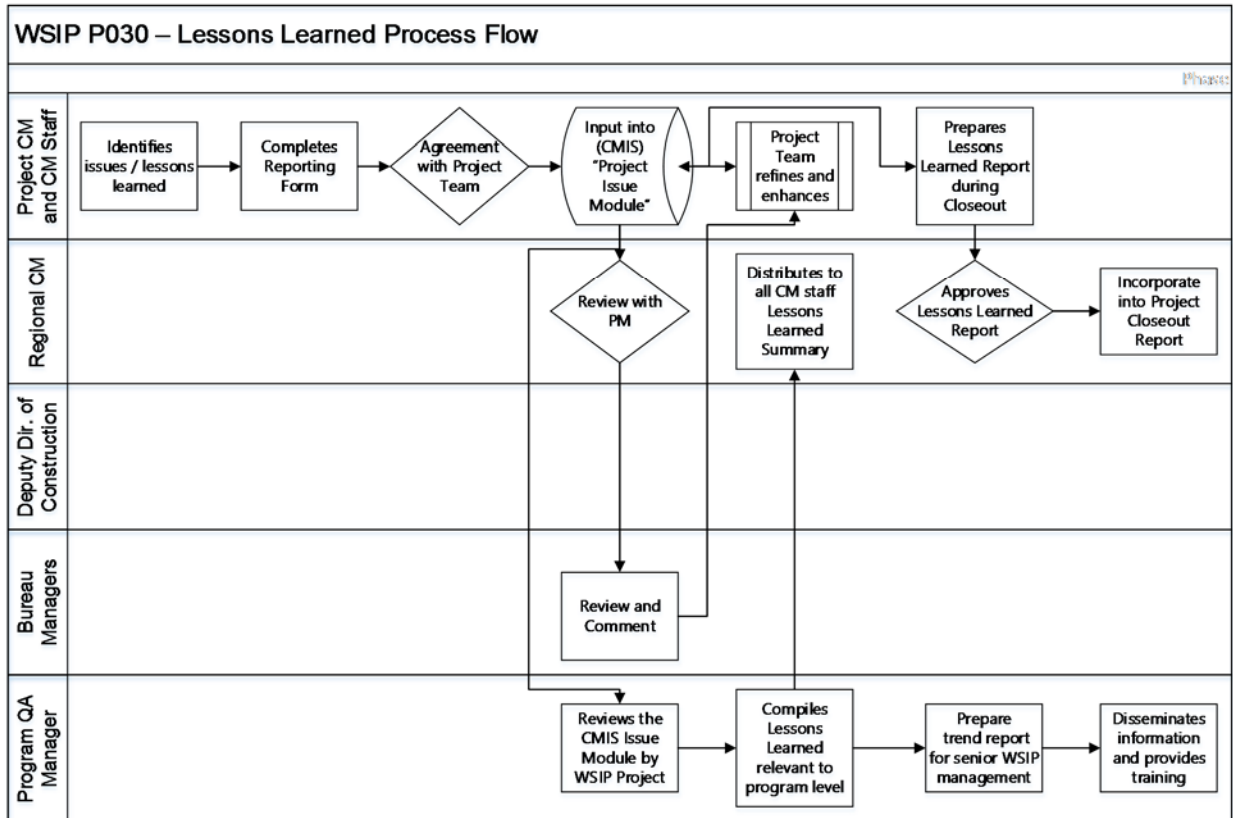 WSIP P030 – Lessons Learned Process Flow
Phase
Project CM
and CM Staff
Identifies
issues / lessons
learned
Completes
Reporting
Form
Agreement
with Project
Team
Input into
(CMIS)
"Project
Issue
Module"
Project
Team
refines and
enhances
Prepares
Lessons
Learned Report
during
Closeout
Regional CM
Review with
PM
Distributes to
all CM staff
Lessons
Learned
Summary
Approves
Lessons Learned
Report
Incorporate
into Project
Closeout
Report
Deputy Dir. of
Construction
Bureau
Managers
Review and
Comment
Program QA
Manager
Reviews the
CMIS Issue
Module by
WSIP Project
Compiles
Lessons
Learned
relevant to
program level
Prepare
trend report
for senior WSIP
management
Disseminates
information
and provides
training